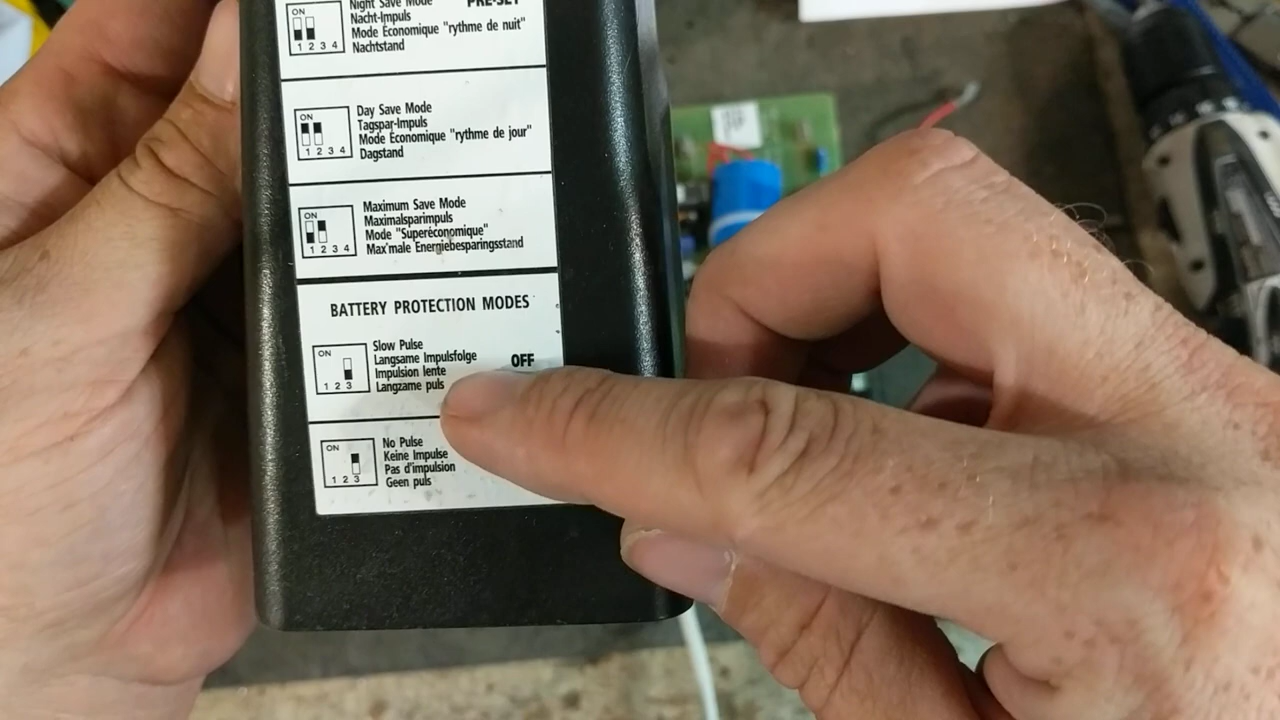 ON
1 2 3 4
Night Save Mode
PRE-SET
Nacht-Impuls
Mode Économique "rythme de nuit"
Nachtstand
ON
1 2 3 4
Day Save Mode
Tagspar-Impuls
Mode Économique "rythme de jour"
Dagstand
ON
1 2 3 4
Maximum Save Mode
Maximalsparimpuls
Mode "Superéconomique"
Max'male Energiebesparingsstand
BATTERY PROTECTION MODES
ON
1 2 3
Slow Pulse
Langsame Impulsfolge
OFF
Impulsion lente
Langzame puls
ON
1 2 3
No Pulse
Keine Impulse
Pas d'impulsion
Geen puls